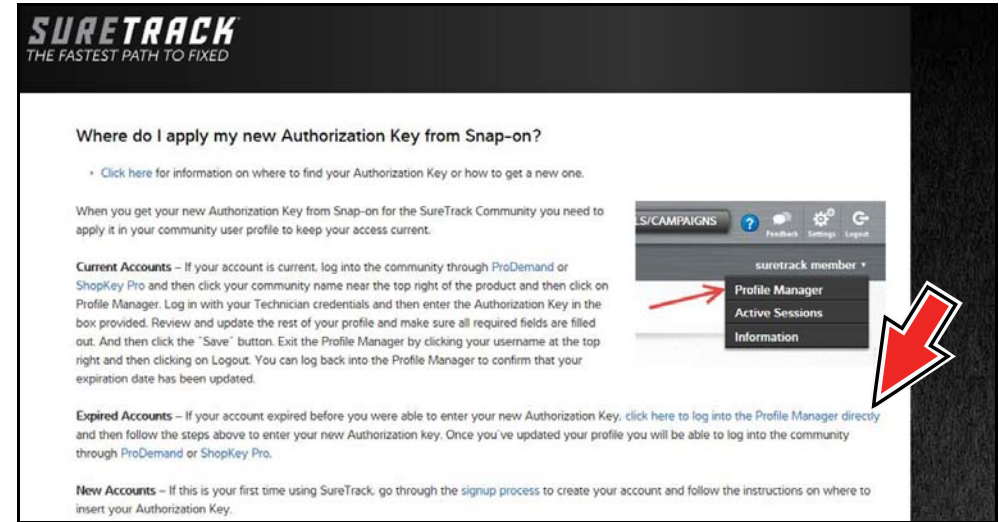 SURETRACK
THE FASTEST PATH TO FIXED
Where do I apply my new Authorization Key from Snap-on?
• Click here for information on where to find your Authorization Key or how to get a new one.
When you get your new Authorization Key from Snap-on for the SureTrack Community you need to
apply it in your community user profile to keep your access current.
Current Accounts – If your account is current, log into the community through ProDemand or
ShopKey Pro and then click your community name near the top right of the product and then click on
Profile Manager. Log in with your Technician credentials and then enter the Authorization Key in the
box provided. Review and update the rest of your profile and make sure all required fields are filled
out. And then click the ¨Save¨ button. Exit the Profile Manager by clicking your username at the top
right and then clicking on Logout. You can log back into the Profile Manager to confirm that your
expiration date has been updated.
LS/CAMPAIGNS ? Feedback Settings Logout
suretrack member
Profile Manager
Active Sessions
Information
Expired Accounts – If your account expired before you were able to enter your new Authorization Key, click here to log into the Profile Manager directly
and then follow the steps above to enter your new Authorization key. Once you've updated your profile you will be able to log into the community
through ProDemand or ShopKey Pro.
New Accounts – If this is your first time using SureTrack, go through the signup process to create your account and follow the instructions on where to
insert your Authorization Key.